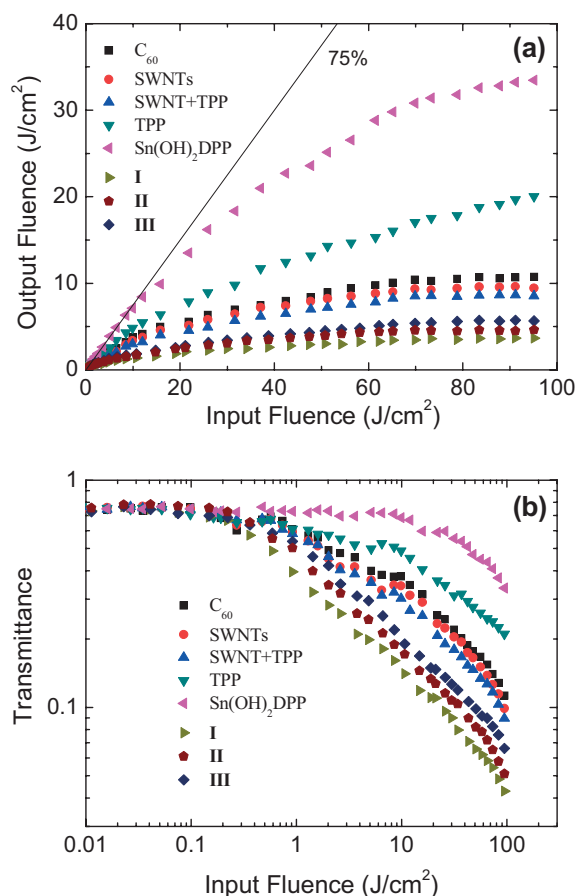 (a)
40
30
20
10
0
Output Fluence (J/cm²)
75%
C₆₀
SWNTs
SWNT+TPP
TPP
Sn(OH)₂DPP
I
II
III
0 20 40 60 80 100
Input Fluence (J/cm²)
(b)
1
0.1
Transmittance
C₆₀
SWNTs
SWNT+TPP
TPP
Sn(OH)₂DPP
I
II
III
0.01 0.1 1 10 100
Input Fluence (J/cm²)